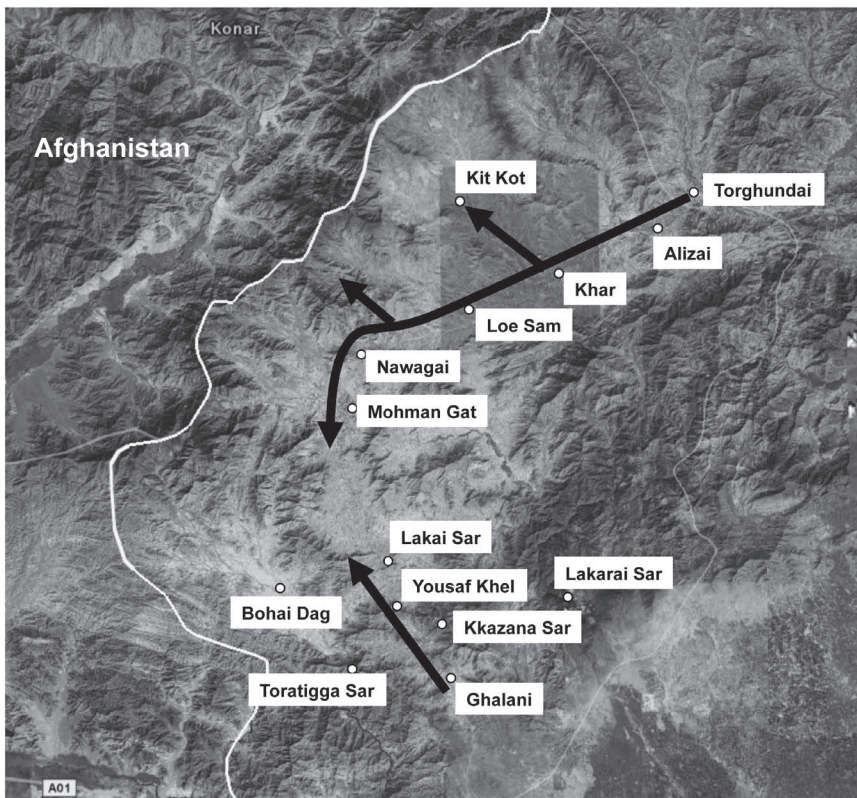 Konar
Afghanistan
Kit Kot
Torghundai
Alizai
Khar
Loe Sam
Nawagai
Mohman Gat
Lakai Sar
Lakarai Sar
Yousaf Khel
Bohai Dag
Kkazana Sar
Toratigga Sar
Ghalani
A01